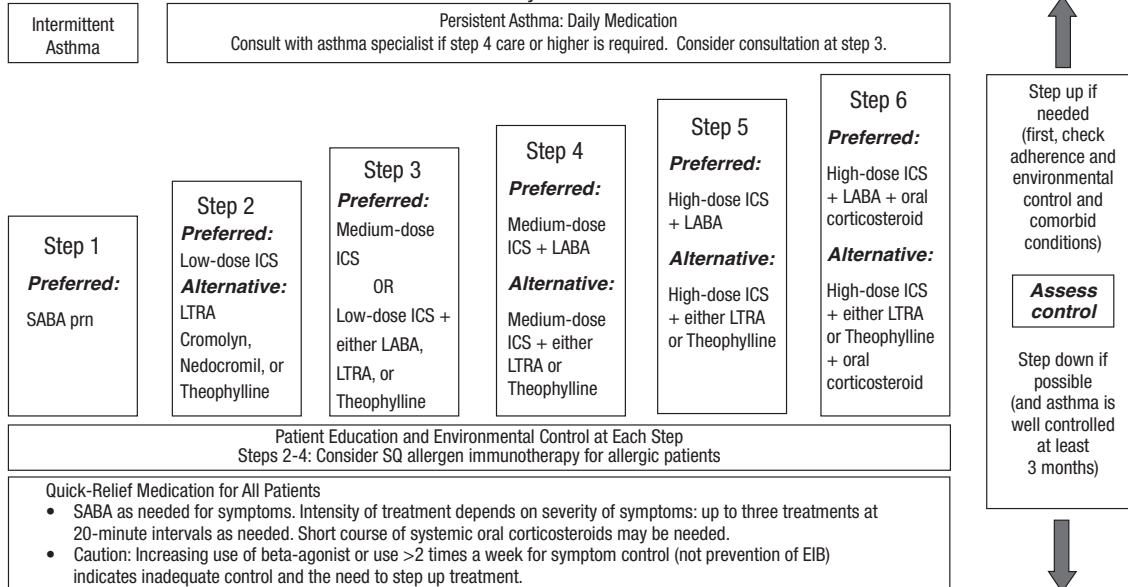 Intermittent
Asthma
Persistent Asthma: Daily Medication
Consult with asthma specialist if step 4 care or higher is required. Consider consultation at step 3.
Step 1
Preferred:
SABA prn
Step 2
Preferred:
Low-dose ICS
Alternative:
LTRA
Cromolyn,
Nedocromil, or
Theophylline
Step 3
Preferred:
Medium-dose
ICS
OR
Low-dose ICS +
either LABA,
LTRA, or
Theophylline
Step 4
Preferred:
Medium-dose
ICS + LABA
Alternative:
Medium-dose
ICS + either
LTRA or
Theophylline
Step 5
Preferred:
High-dose ICS
+ LABA
Alternative:
High-dose ICS
+ either LTRA
or Theophylline
Step 6
Preferred:
High-dose ICS
+ LABA + oral
corticosteroid
Alternative:
High-dose ICS
+ either LTRA
or Theophylline
+ oral
corticosteroid
Step up if
needed
(first, check
adherence and
environmental
control and
comorbid
conditions)
Assess
control
Step down if
possible
(and asthma is
well controlled
at least
3 months)
Patient Education and Environmental Control at Each Step
Steps 2-4: Consider SQ allergen immunotherapy for allergic patients
Quick-Relief Medication for All Patients
• SABA as needed for symptoms. Intensity of treatment depends on severity of symptoms: up to three treatments at
20-minute intervals as needed. Short course of systemic oral corticosteroids may be needed.
• Caution: Increasing use of beta-agonist or use >2 times a week for symptom control (not prevention of EIB)
indicates inadequate control and the need to step up treatment.